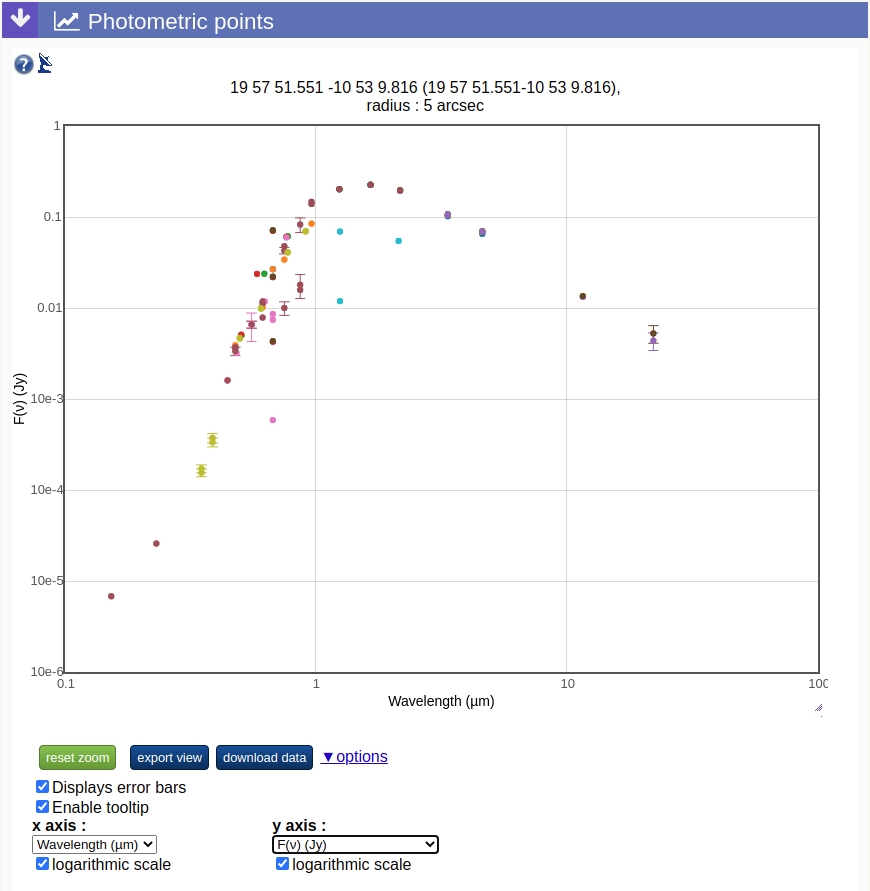 Photometric points
?
19 57 51.551 -10 53 9.816 (19 57 51.551-10 53 9.816),
radius : 5 arcsec
1
0.1
0.01
10e-3
10e-4
10e-5
10e-6
F(ν) (Jy)
0.1 1 10 100
Wavelength (µm)
reset zoom export view download data ▼options
Displays error bars
Enable tooltip
x axis : y axis :
Wavelength (µm) F(ν) (Jy)
logarithmic scale logarithmic scale